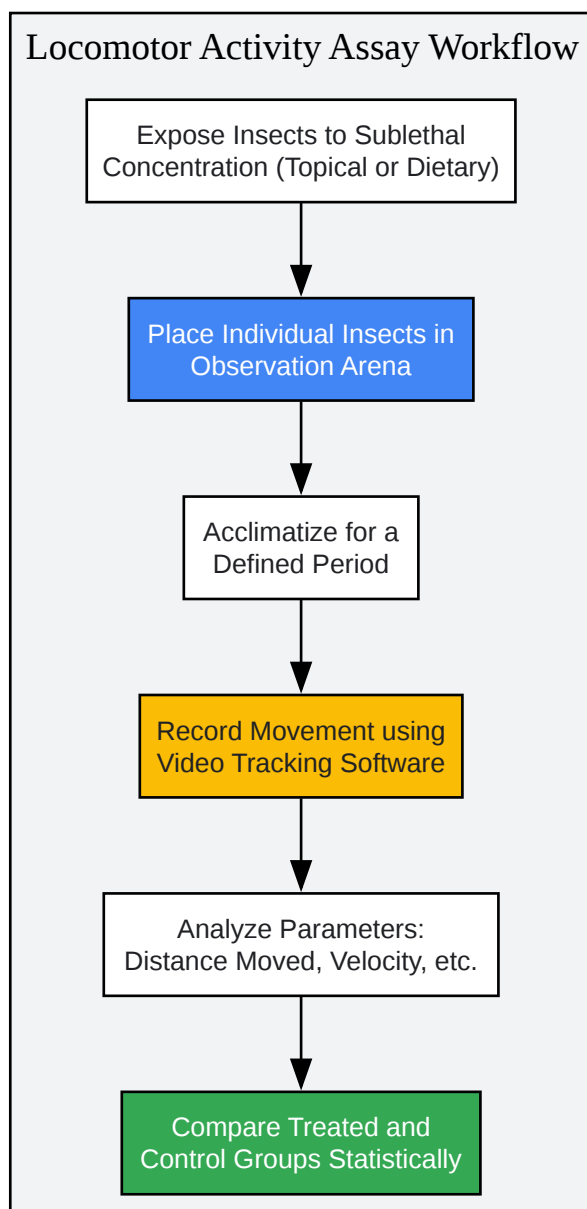 Locomotor Activity Assay Workflow
Expose Insects to Sublethal
Concentration (Topical or Dietary)
Place Individual Insects in
Observation Arena
Acclimatize for a
Defined Period
Record Movement using
Video Tracking Software
Analyze Parameters:
Distance Moved, Velocity, etc.
Compare Treated and
Control Groups Statistically